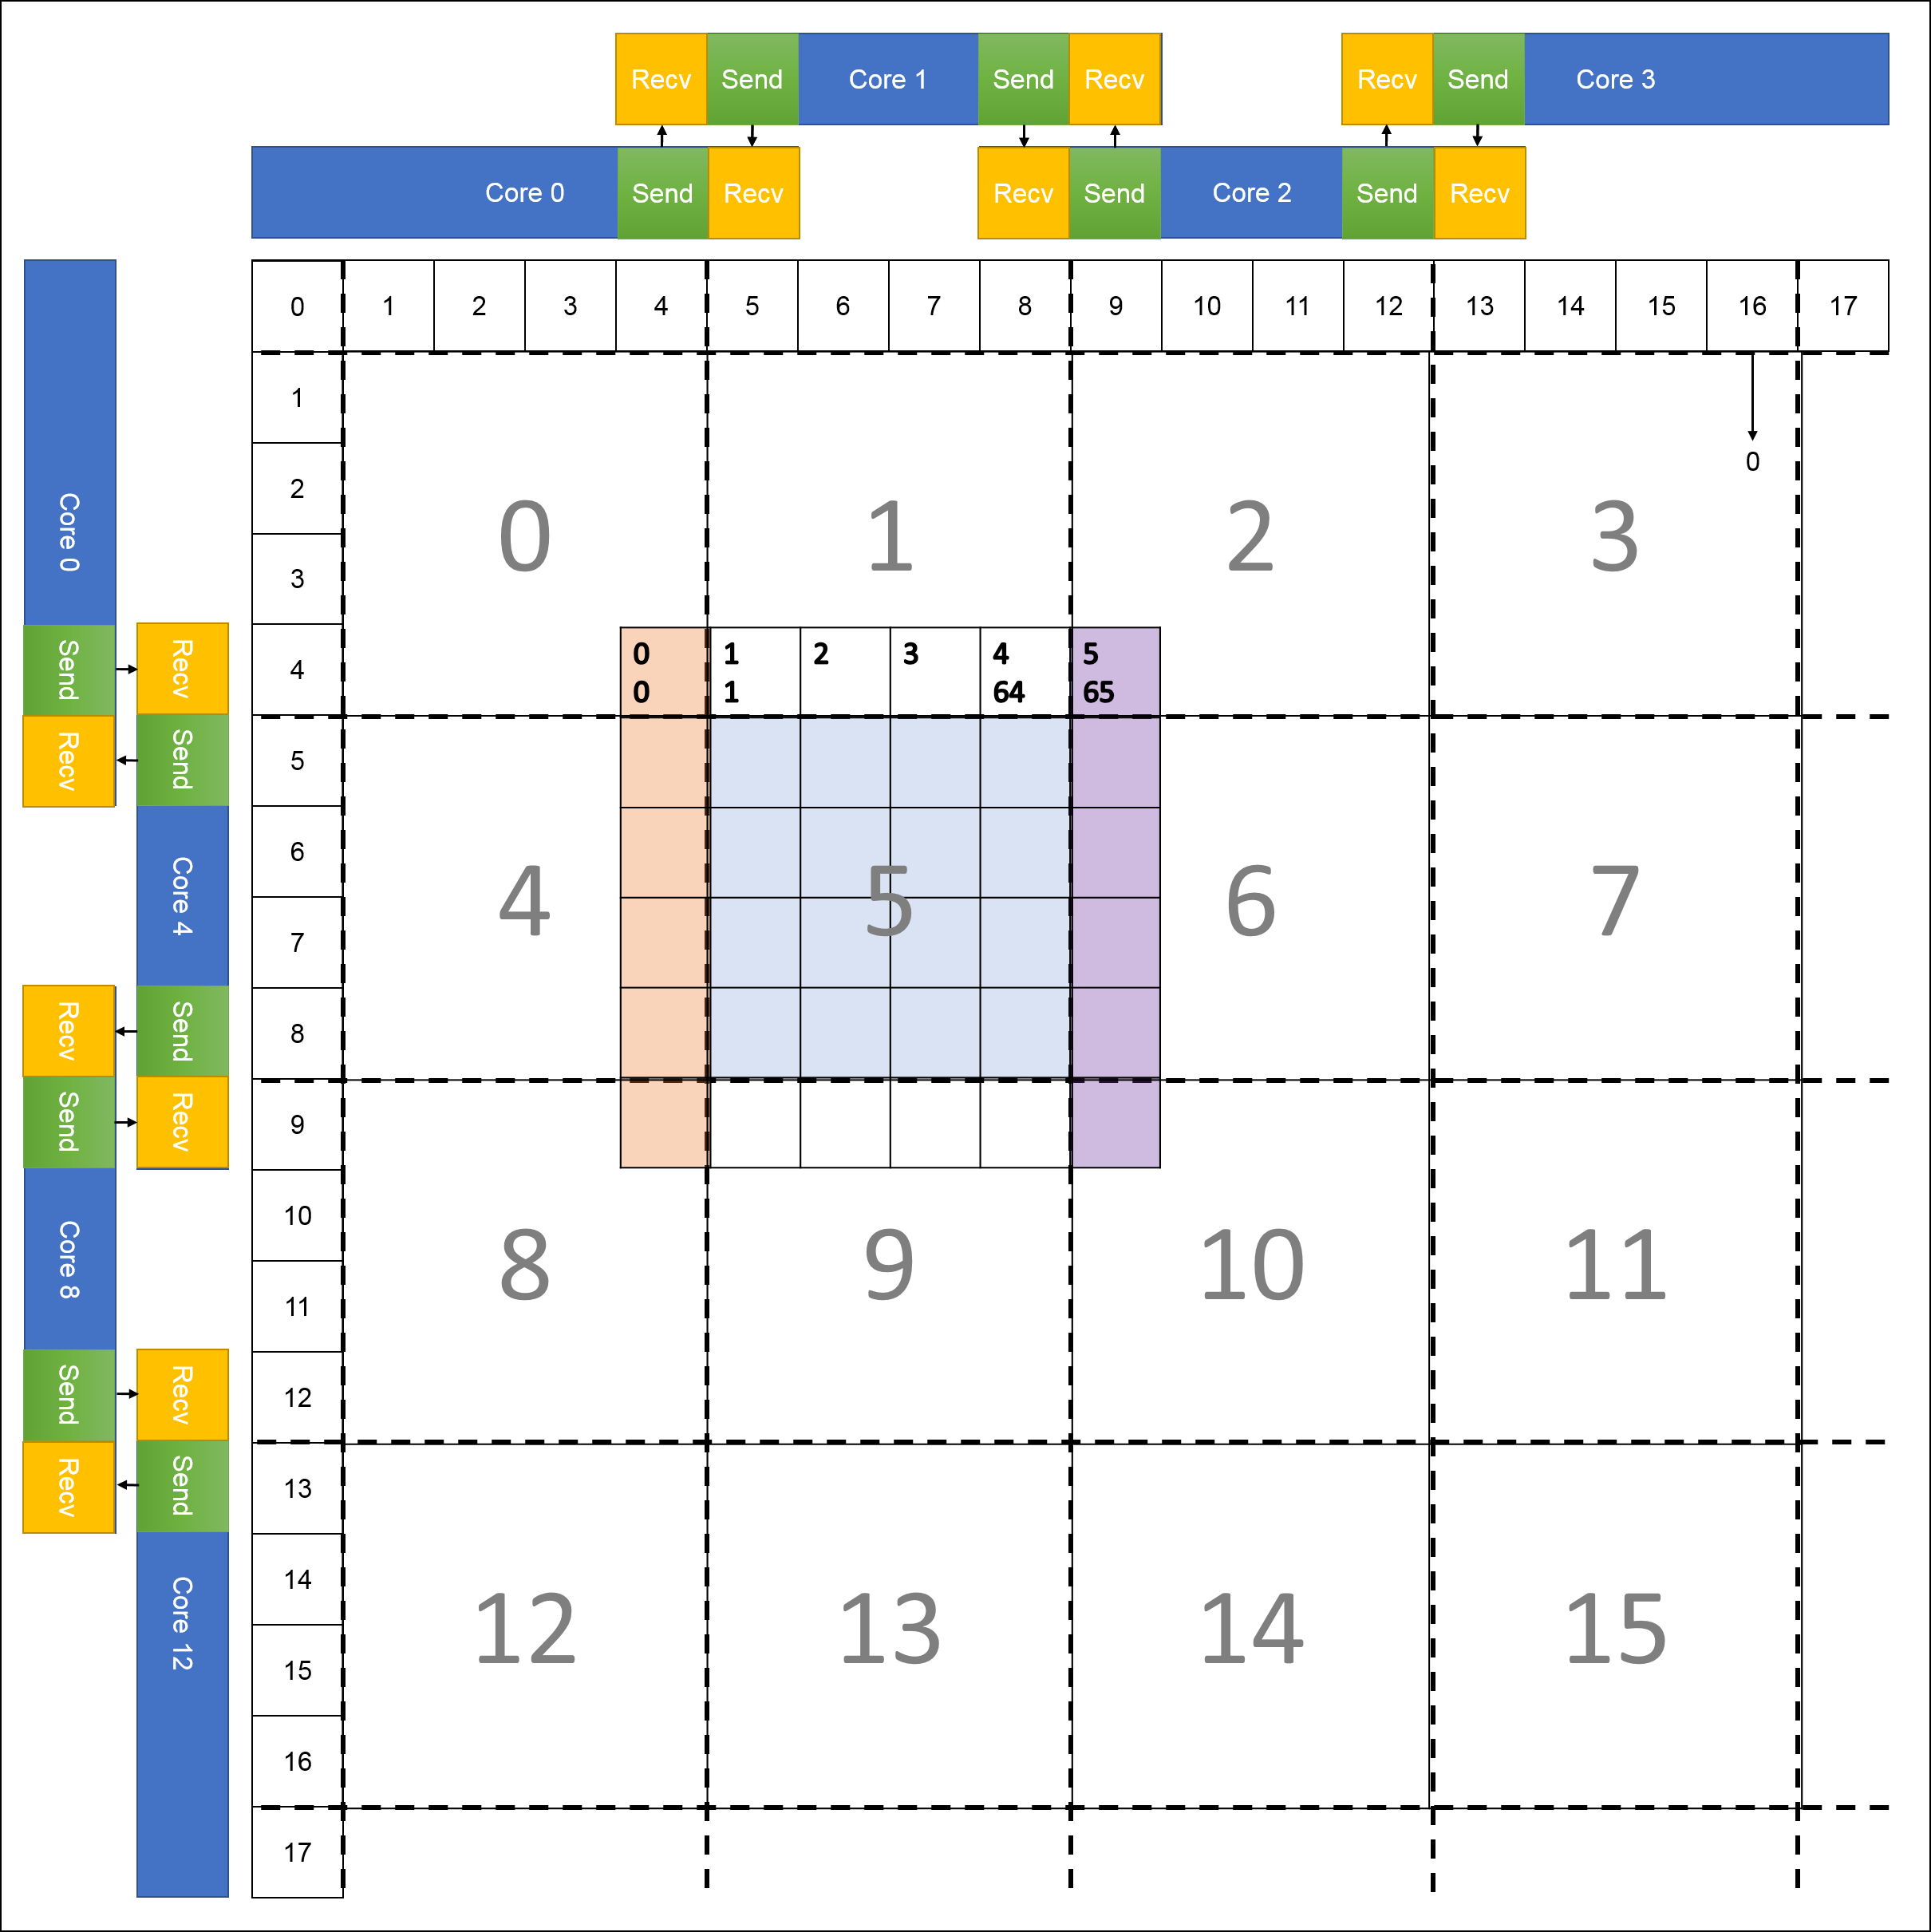 Recv Send Core 1 Send Recv Recv Send Core 3
Core 0 Send Recv Recv Send Core 2 Send Recv
0 1 2 3 4 5 6 7 8 9 10 11 12 13 14 15 16 17
1
0
2
0 1 2 3
3
4
0 1 2 3 4 5
0 1 64 65
5
6
4 5 6 7
7
8
9
10
8 9 10 11
11
12
13
14
12 13 14 15
15
16
17
Core 0
Send
Recv
Recv
Send
Core 8
Send
Recv
Recv
Send
Core 4
Send
Recv
Recv
Send
Core 12